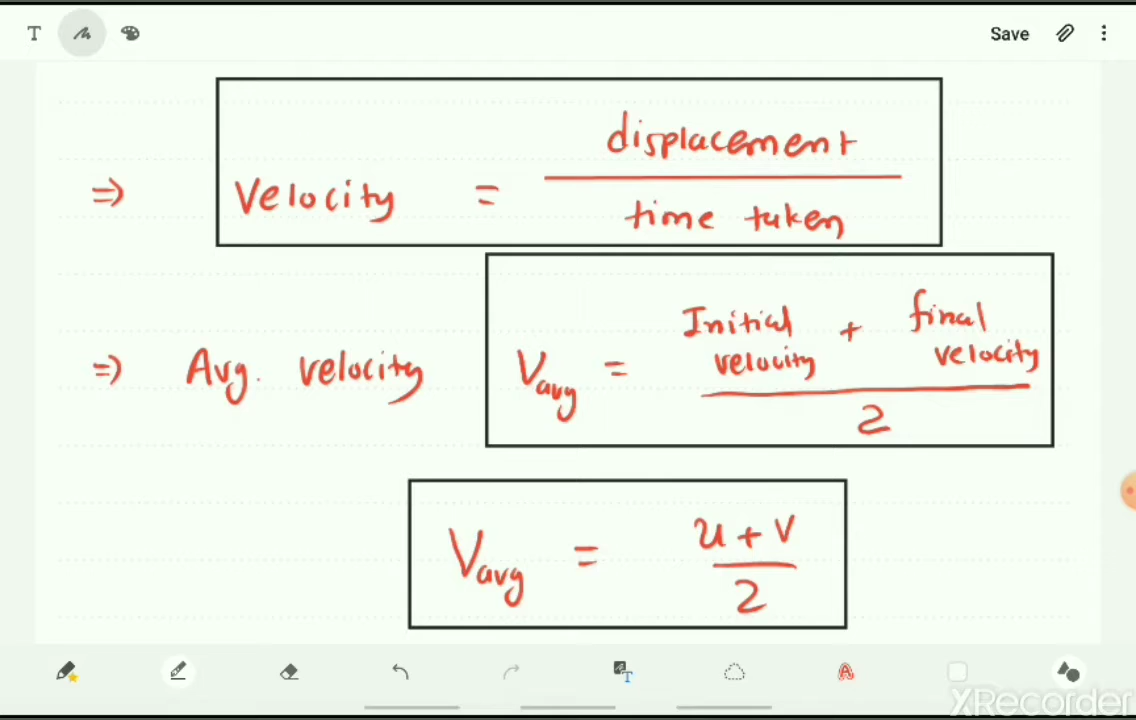 T
Save
displacement
⇒ Velocity = 
time taken
Initial + final
velocity velocity
⇒ Avg. velocity Vavg =
2
Vavg = u + v
2
T
A
XRecorder